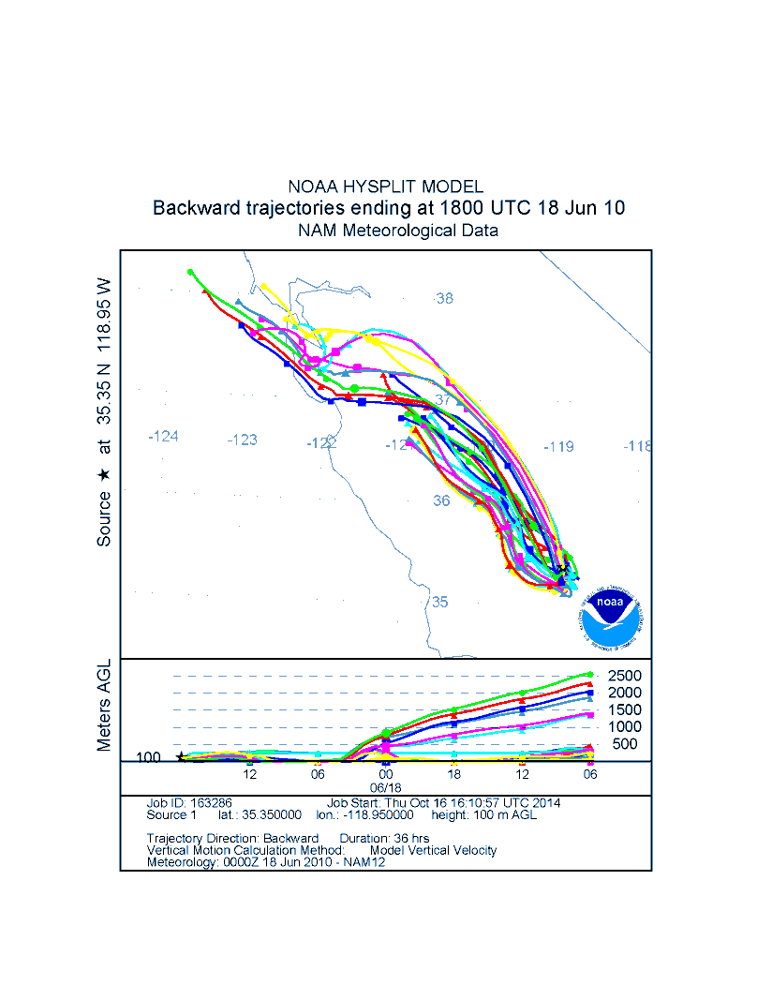 NOAA HYSPLIT MODEL
Backward trajectories ending at 1800 UTC 18 Jun 10
NAM Meteorological Data
Source ★ at 35.35 N 118.95 W
38
37
-124
-123
-122
-119
-118
36
35
noaa
Meters AGL
2500
2000
1500
1000
500
100
12 06 00 18 12 06
06/18
Job ID: 163286 Job Start: Thu Oct 16 16:10:57 UTC 2014
Source 1 lat.: 35.350000 lon.: -118.950000 height: 100 m AGL
Trajectory Direction: Backward Duration: 36 hrs
Vertical Motion Calculation Method: Model Vertical Velocity
Meteorology: 0000Z 18 Jun 2010 - NAM12